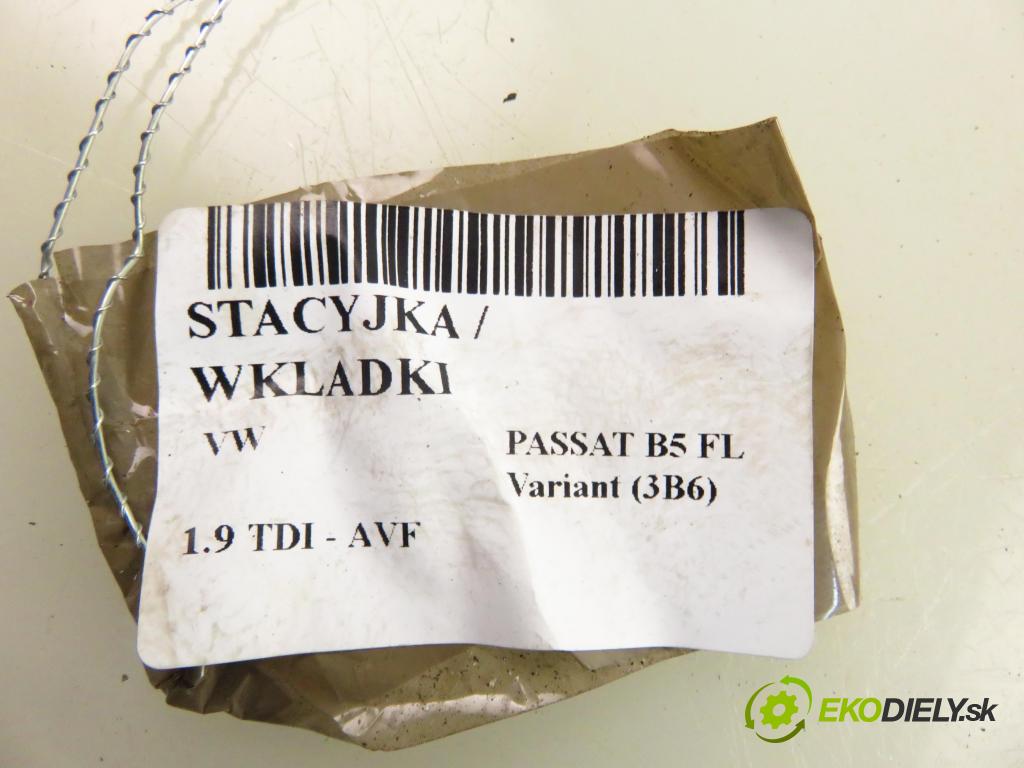 STACYJKA /
WKLADKI
VW
PASSAT B5 FL
Variant (3B6)
1.9 TDI - AVF
EKODIELY.sk